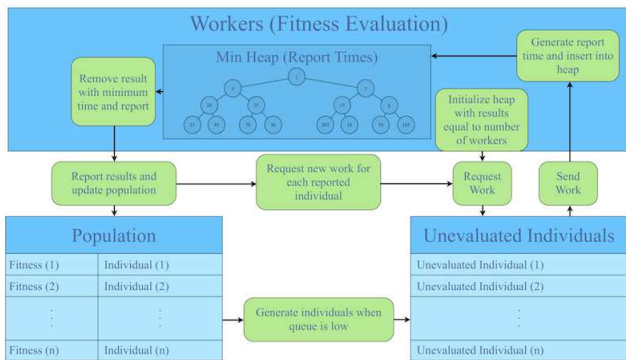 Workers (Fitness Evaluation)
Min Heap (Report Times)
Generate report
time and insert into
heap
Remove result
with minimum
time and report
Initialize heap
with results
equal to number
of workers
Report results and
update population
Request new work for
each reported
individual
Request
Work
Send
Work
Population
Fitness (1) Individual (1)
Fitness (2) Individual (2)
Fitness (n) Individual (n)
Generate individuals when
queue is low
Unevaluated Individuals
Unevaluated Individual (1)
Unevaluated Individual (2)
Unevaluated Individual (n)